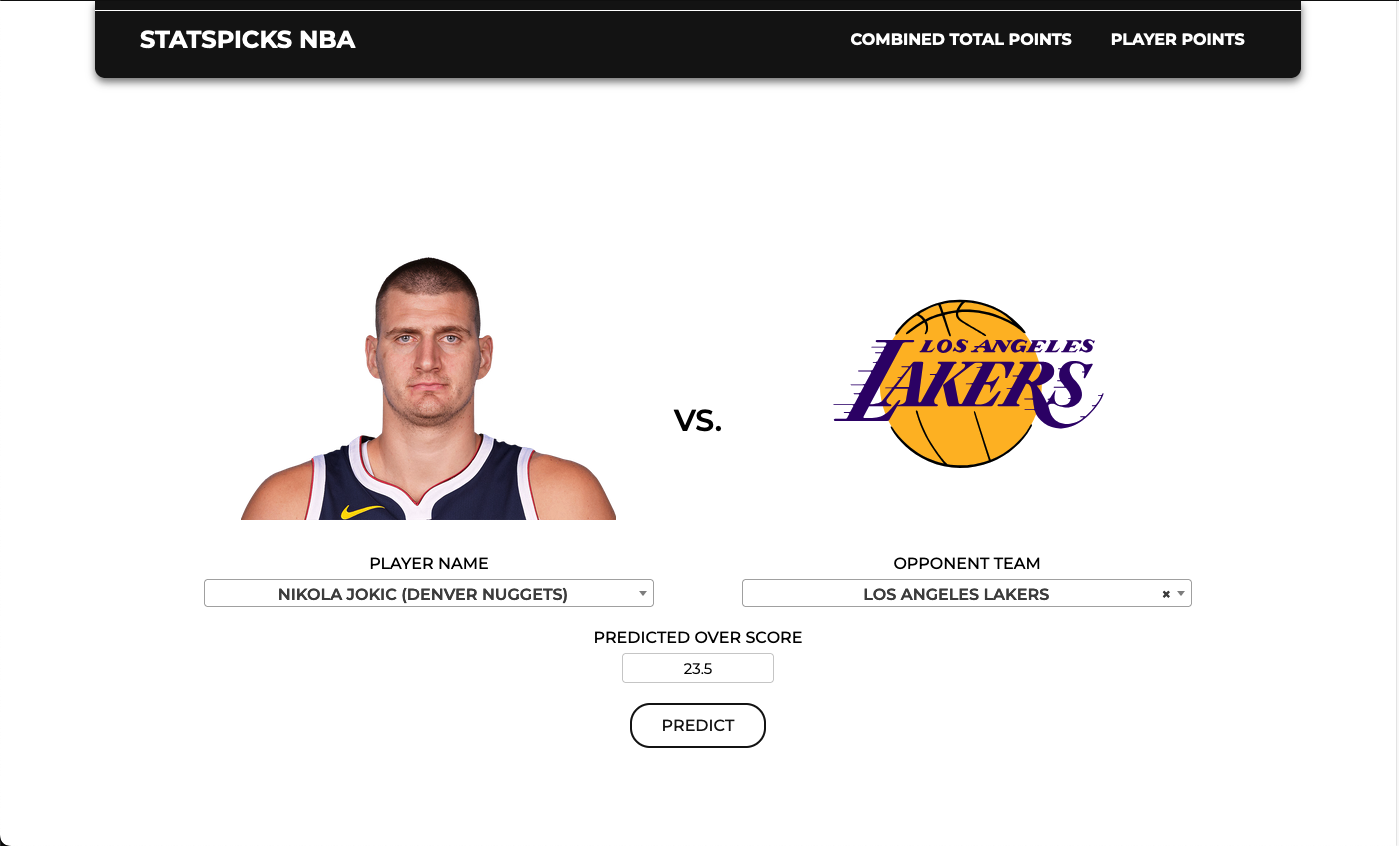 STATSPICKS NBA
COMBINED TOTAL POINTS
PLAYER POINTS
LOS ANGELES
LAKERS
VS.
PLAYER NAME
NIKOLA JOKIC (DENVER NUGGETS)
OPPONENT TEAM
LOS ANGELES LAKERS
PREDICTED OVER SCORE
23.5
PREDICT